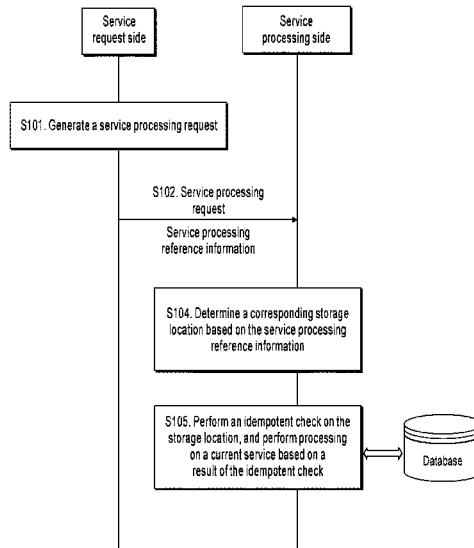 Service
request side
Service
processing side
S101. Generate a service processing request
S102. Service processing
request
Service processing
reference information
S104. Determine a corresponding storage
location based on the service processing
reference information
S105. Perform an idempotent check on the
storage location, and perform processing
on a current service based on a
result of the idempotent check
Database